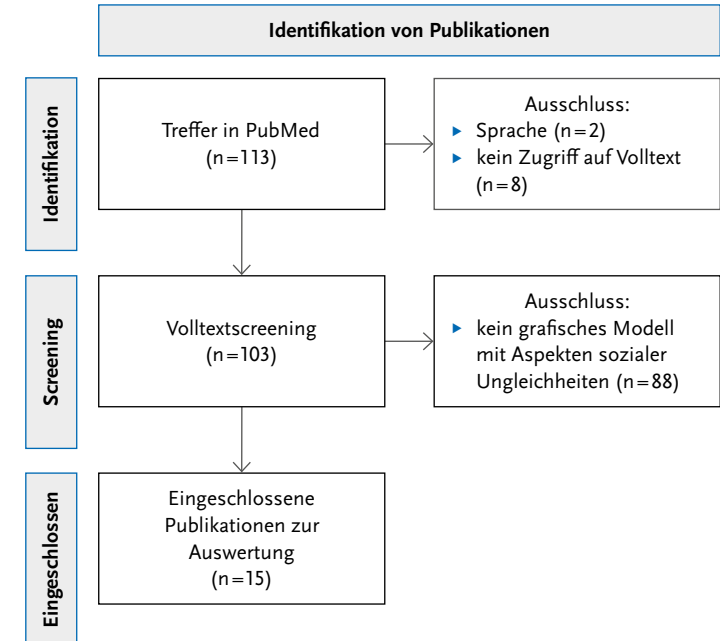 Identifikation von Publikationen
Identifikation
Treffer in PubMed
(n=113)
Ausschluss:
▶ Sprache (n=2)
▶ kein Zugriff auf Volltext
(n=8)
Screening
Volltextscreening
(n=103)
Ausschluss:
▶ kein grafisches Modell
mit Aspekten sozialer
Ungleichheiten (n=88)
Eingeschlossen
Eingeschlossene
Publikationen zur
Auswertung
(n=15)